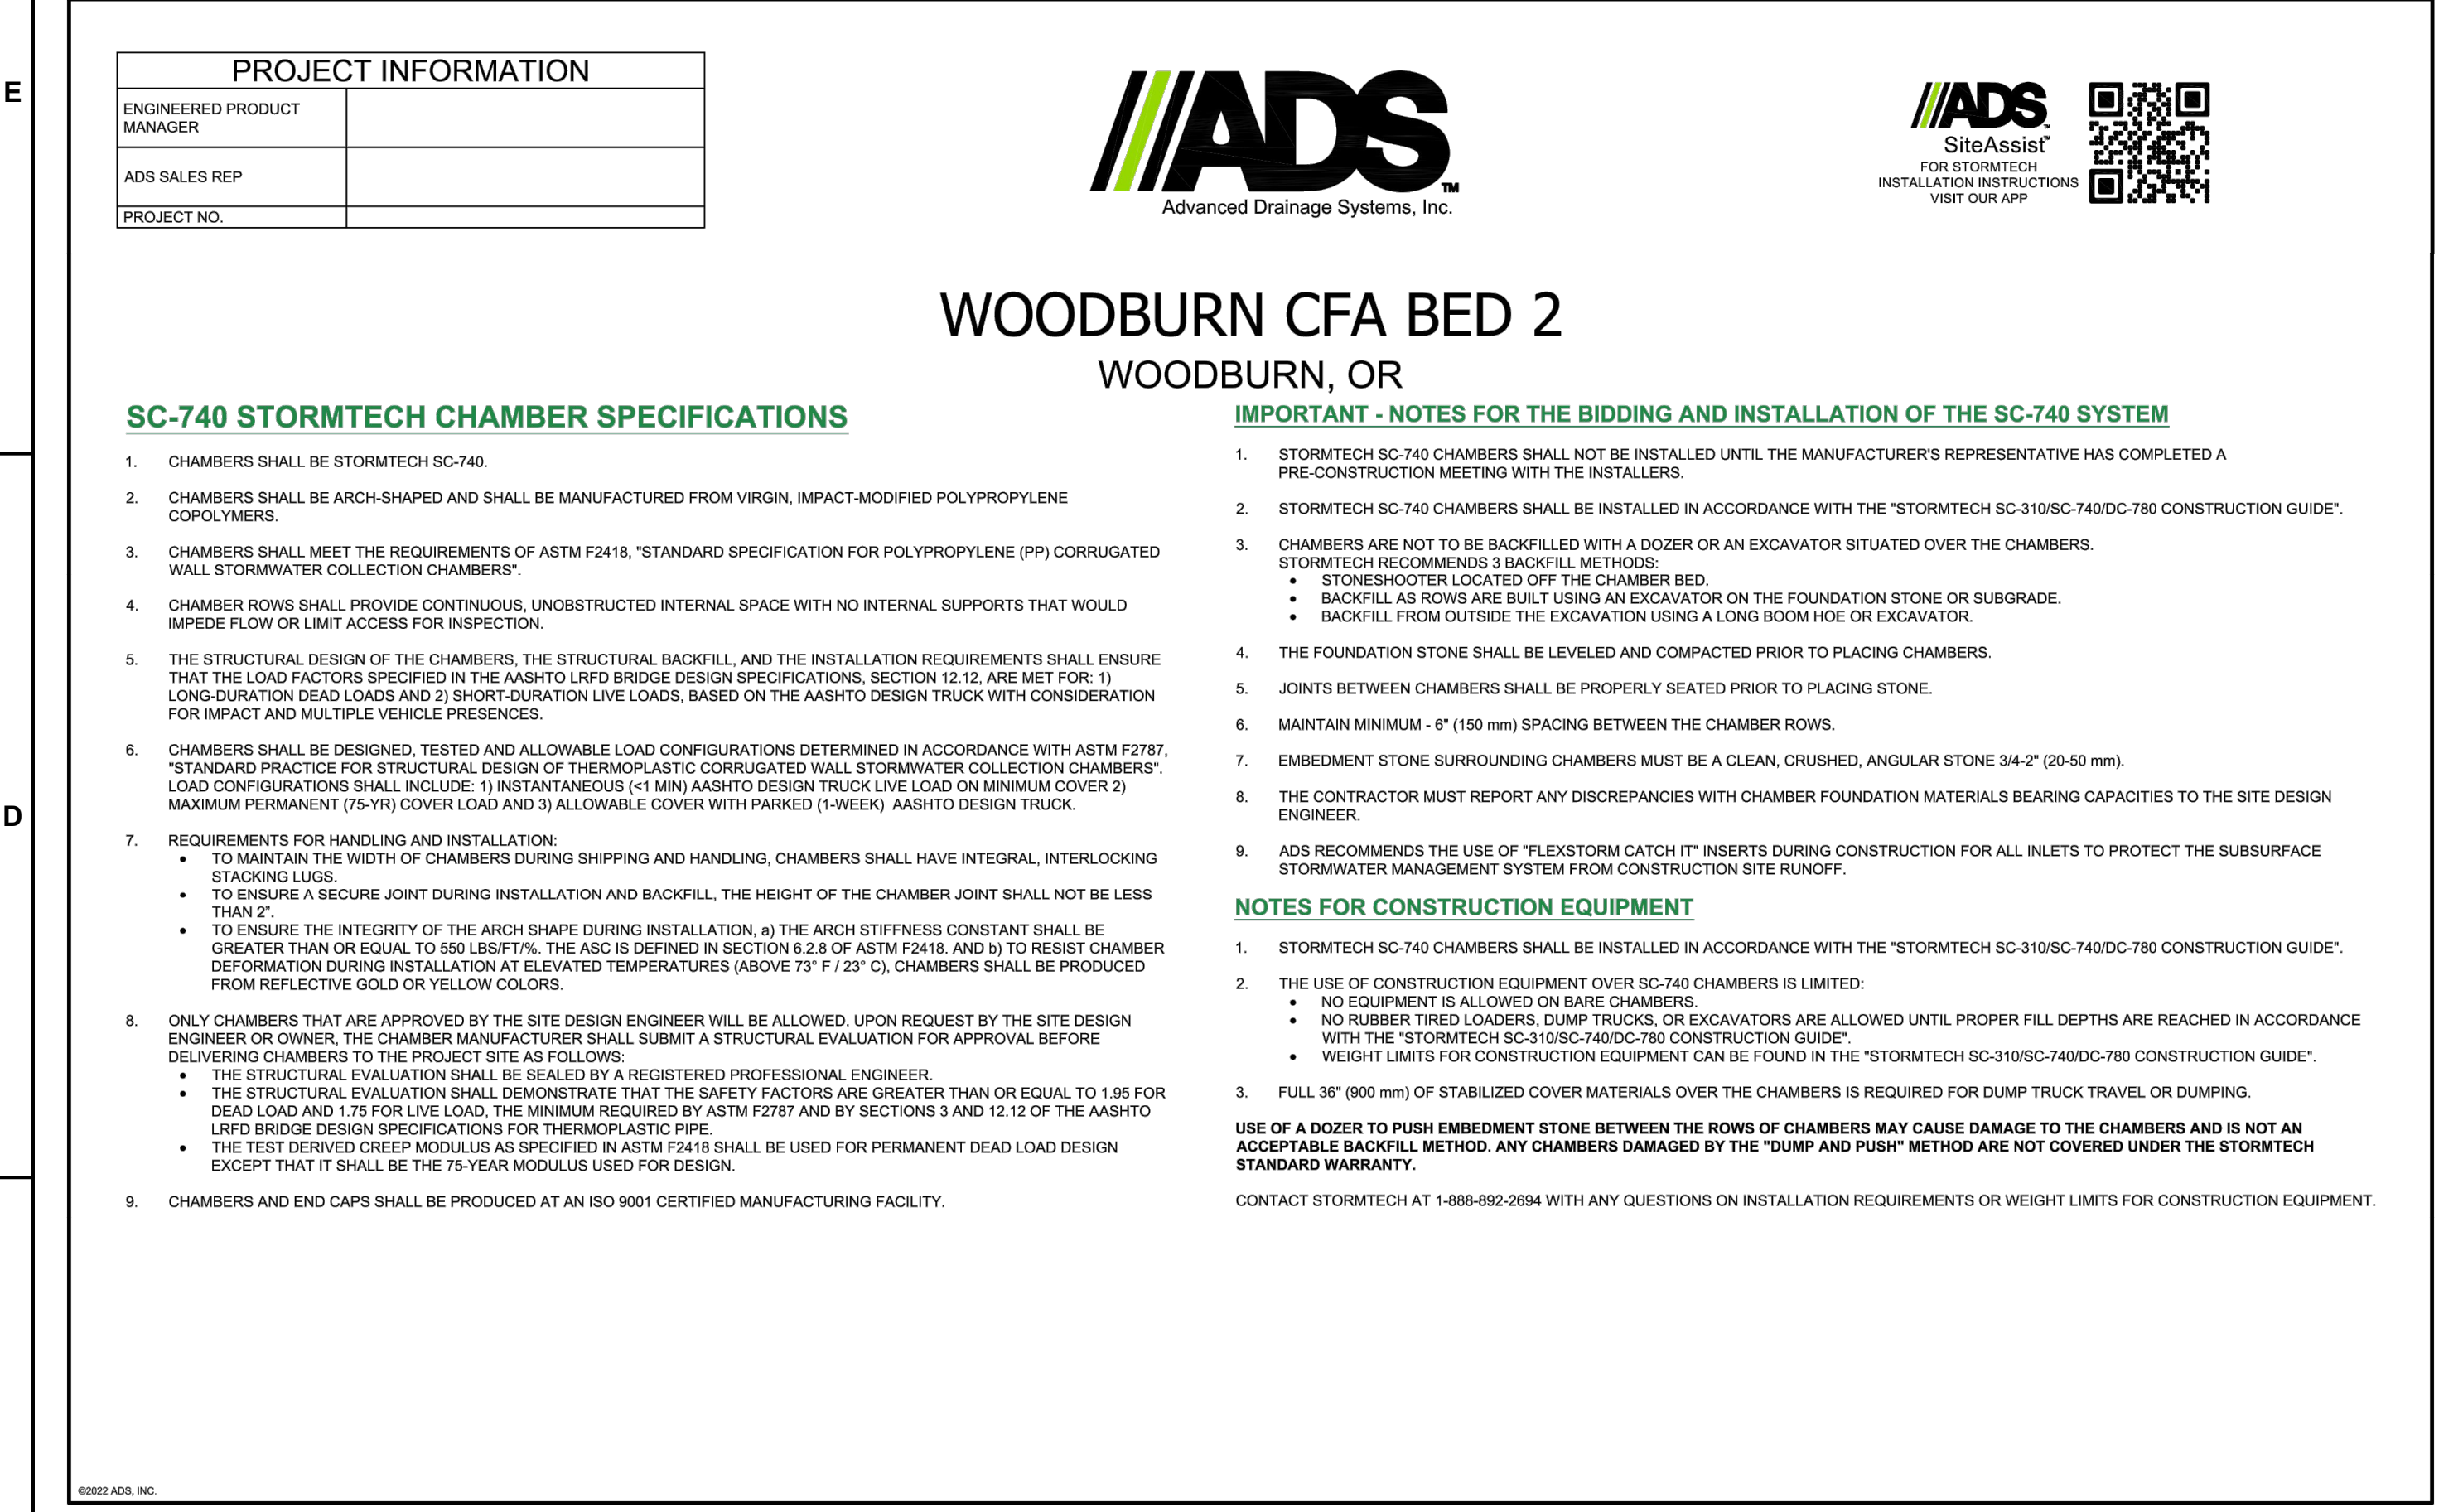 E
PROJECT INFORMATION
ENGINEERED PRODUCT
MANAGER
ADS SALES REP
PROJECT NO.
ADS
TM
Advanced Drainage Systems, Inc.
ADS
TM
SiteAssist™
FOR STORMTECH
INSTALLATION INSTRUCTIONS
VISIT OUR APP
WOODBURN CFA BED 2
WOODBURN, OR
SC-740 STORMTECH CHAMBER SPECIFICATIONS
1. CHAMBERS SHALL BE STORMTECH SC-740.
2. CHAMBERS SHALL BE ARCH-SHAPED AND SHALL BE MANUFACTURED FROM VIRGIN, IMPACT-MODIFIED POLYPROPYLENE
COPOLYMERS.
3. CHAMBERS SHALL MEET THE REQUIREMENTS OF ASTM F2418, "STANDARD SPECIFICATION FOR POLYPROPYLENE (PP) CORRUGATED
WALL STORMWATER COLLECTION CHAMBERS".
4. CHAMBER ROWS SHALL PROVIDE CONTINUOUS, UNOBSTRUCTED INTERNAL SPACE WITH NO INTERNAL SUPPORTS THAT WOULD
IMPEDE FLOW OR LIMIT ACCESS FOR INSPECTION.
5. THE STRUCTURAL DESIGN OF THE CHAMBERS, THE STRUCTURAL BACKFILL, AND THE INSTALLATION REQUIREMENTS SHALL ENSURE
THAT THE LOAD FACTORS SPECIFIED IN THE AASHTO LRFD BRIDGE DESIGN SPECIFICATIONS, SECTION 12.12, ARE MET FOR: 1)
LONG-DURATION DEAD LOADS AND 2) SHORT-DURATION LIVE LOADS, BASED ON THE AASHTO DESIGN TRUCK WITH CONSIDERATION
FOR IMPACT AND MULTIPLE VEHICLE PRESENCES.
6. CHAMBERS SHALL BE DESIGNED, TESTED AND ALLOWABLE LOAD CONFIGURATIONS DETERMINED IN ACCORDANCE WITH ASTM F2787,
"STANDARD PRACTICE FOR STRUCTURAL DESIGN OF THERMOPLASTIC CORRUGATED WALL STORMWATER COLLECTION CHAMBERS".
LOAD CONFIGURATIONS SHALL INCLUDE: 1) INSTANTANEOUS (<1 MIN) AASHTO DESIGN TRUCK LIVE LOAD ON MINIMUM COVER 2)
MAXIMUM PERMANENT (75-YR) COVER LOAD AND 3) ALLOWABLE COVER WITH PARKED (1-WEEK) AASHTO DESIGN TRUCK.
7. REQUIREMENTS FOR HANDLING AND INSTALLATION:
• TO MAINTAIN THE WIDTH OF CHAMBERS DURING SHIPPING AND HANDLING, CHAMBERS SHALL HAVE INTEGRAL, INTERLOCKING
STACKING LUGS.
• TO ENSURE A SECURE JOINT DURING INSTALLATION AND BACKFILL, THE HEIGHT OF THE CHAMBER JOINT SHALL NOT BE LESS
THAN 2".
• TO ENSURE THE INTEGRITY OF THE ARCH SHAPE DURING INSTALLATION, a) THE ARCH STIFFNESS CONSTANT SHALL BE
GREATER THAN OR EQUAL TO 550 LBS/FT/%. THE ASC IS DEFINED IN SECTION 6.2.8 OF ASTM F2418. AND b) TO RESIST CHAMBER
DEFORMATION DURING INSTALLATION AT ELEVATED TEMPERATURES (ABOVE 73° F / 23° C), CHAMBERS SHALL BE PRODUCED
FROM REFLECTIVE GOLD OR YELLOW COLORS.
8. ONLY CHAMBERS THAT ARE APPROVED BY THE SITE DESIGN ENGINEER WILL BE ALLOWED. UPON REQUEST BY THE SITE DESIGN
ENGINEER OR OWNER, THE CHAMBER MANUFACTURER SHALL SUBMIT A STRUCTURAL EVALUATION FOR APPROVAL BEFORE
DELIVERING CHAMBERS TO THE PROJECT SITE AS FOLLOWS:
• THE STRUCTURAL EVALUATION SHALL BE SEALED BY A REGISTERED PROFESSIONAL ENGINEER.
• THE STRUCTURAL EVALUATION SHALL DEMONSTRATE THAT THE SAFETY FACTORS ARE GREATER THAN OR EQUAL TO 1.95 FOR
DEAD LOAD AND 1.75 FOR LIVE LOAD, THE MINIMUM REQUIRED BY ASTM F2787 AND BY SECTIONS 3 AND 12.12 OF THE AASHTO
LRFD BRIDGE DESIGN SPECIFICATIONS FOR THERMOPLASTIC PIPE.
• THE TEST DERIVED CREEP MODULUS AS SPECIFIED IN ASTM F2418 SHALL BE USED FOR PERMANENT DEAD LOAD DESIGN
EXCEPT THAT IT SHALL BE THE 75-YEAR MODULUS USED FOR DESIGN.
9. CHAMBERS AND END CAPS SHALL BE PRODUCED AT AN ISO 9001 CERTIFIED MANUFACTURING FACILITY.
IMPORTANT - NOTES FOR THE BIDDING AND INSTALLATION OF THE SC-740 SYSTEM
1. STORMTECH SC-740 CHAMBERS SHALL NOT BE INSTALLED UNTIL THE MANUFACTURER'S REPRESENTATIVE HAS COMPLETED A
PRE-CONSTRUCTION MEETING WITH THE INSTALLERS.
2. STORMTECH SC-740 CHAMBERS SHALL BE INSTALLED IN ACCORDANCE WITH THE "STORMTECH SC-310/SC-740/DC-780 CONSTRUCTION GUIDE".
3. CHAMBERS ARE NOT TO BE BACKFILLED WITH A DOZER OR AN EXCAVATOR SITUATED OVER THE CHAMBERS.
STORMTECH RECOMMENDS 3 BACKFILL METHODS:
• STONESHOOTER LOCATED OFF THE CHAMBER BED.
• BACKFILL AS ROWS ARE BUILT USING AN EXCAVATOR ON THE FOUNDATION STONE OR SUBGRADE.
• BACKFILL FROM OUTSIDE THE EXCAVATION USING A LONG BOOM HOE OR EXCAVATOR.
4. THE FOUNDATION STONE SHALL BE LEVELED AND COMPACTED PRIOR TO PLACING CHAMBERS.
5. JOINTS BETWEEN CHAMBERS SHALL BE PROPERLY SEATED PRIOR TO PLACING STONE.
6. MAINTAIN MINIMUM - 6" (150 mm) SPACING BETWEEN THE CHAMBER ROWS.
7. EMBEDMENT STONE SURROUNDING CHAMBERS MUST BE A CLEAN, CRUSHED, ANGULAR STONE 3/4-2" (20-50 mm).
8. THE CONTRACTOR MUST REPORT ANY DISCREPANCIES WITH CHAMBER FOUNDATION MATERIALS BEARING CAPACITIES TO THE SITE DESIGN
ENGINEER.
9. ADS RECOMMENDS THE USE OF "FLEXSTORM CATCH IT" INSERTS DURING CONSTRUCTION FOR ALL INLETS TO PROTECT THE SUBSURFACE
STORMWATER MANAGEMENT SYSTEM FROM CONSTRUCTION SITE RUNOFF.
NOTES FOR CONSTRUCTION EQUIPMENT
1. STORMTECH SC-740 CHAMBERS SHALL BE INSTALLED IN ACCORDANCE WITH THE "STORMTECH SC-310/SC-740/DC-780 CONSTRUCTION GUIDE".
2. THE USE OF CONSTRUCTION EQUIPMENT OVER SC-740 CHAMBERS IS LIMITED:
• NO EQUIPMENT IS ALLOWED ON BARE CHAMBERS.
• NO RUBBER TIRED LOADERS, DUMP TRUCKS, OR EXCAVATORS ARE ALLOWED UNTIL PROPER FILL DEPTHS ARE REACHED IN ACCORDANCE
WITH THE "STORMTECH SC-310/SC-740/DC-780 CONSTRUCTION GUIDE".
• WEIGHT LIMITS FOR CONSTRUCTION EQUIPMENT CAN BE FOUND IN THE "STORMTECH SC-310/SC-740/DC-780 CONSTRUCTION GUIDE".
3. FULL 36" (900 mm) OF STABILIZED COVER MATERIALS OVER THE CHAMBERS IS REQUIRED FOR DUMP TRUCK TRAVEL OR DUMPING.
USE OF A DOZER TO PUSH EMBEDMENT STONE BETWEEN THE ROWS OF CHAMBERS MAY CAUSE DAMAGE TO THE CHAMBERS AND IS NOT AN
ACCEPTABLE BACKFILL METHOD. ANY CHAMBERS DAMAGED BY THE "DUMP AND PUSH" METHOD ARE NOT COVERED UNDER THE STORMTECH
STANDARD WARRANTY.
CONTACT STORMTECH AT 1-888-892-2694 WITH ANY QUESTIONS ON INSTALLATION REQUIREMENTS OR WEIGHT LIMITS FOR CONSTRUCTION EQUIPMENT.
D
©2022 ADS, INC.